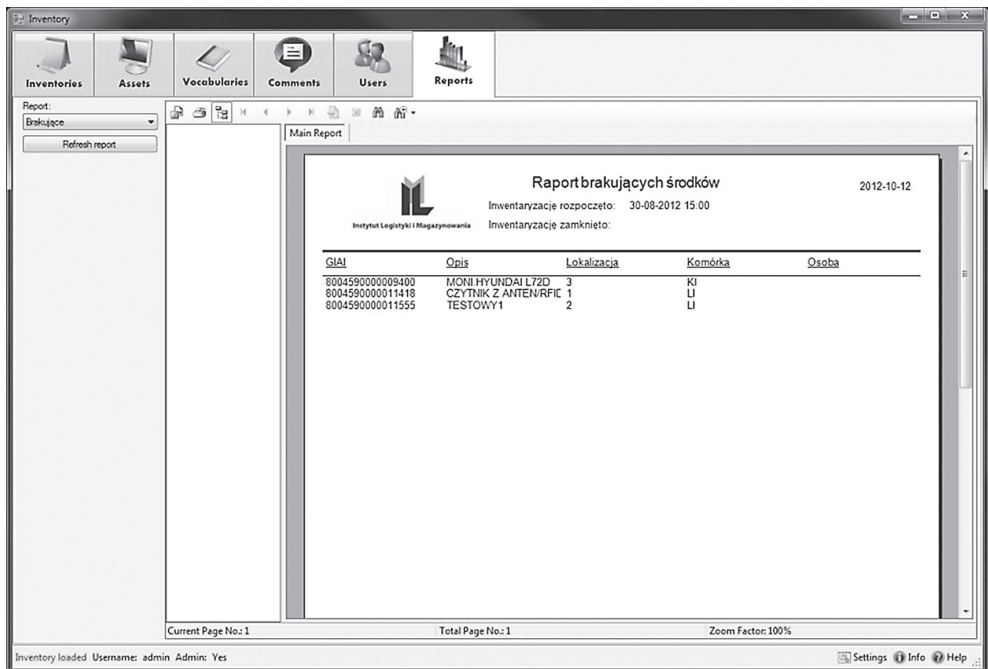 Inventory
Inventories Assets Vocabularies Comments Users Reports
Report:
Brakujące
Refresh report
Main Report
Raport brakujących środków 2012-10-12
Inwentaryzację rozpoczęto: 30-08-2012 15:00
Instytut Logistyki i Magazynowania Inwentaryzację zamknięto:
GIAI Opis Lokalizacja Komórka Osoba
8004590000009400 MONI.HYUNDAI L72D 3 KI
8004590000011418 CZYTNIK Z ANTEN/RFID 1 LI
8004590000011555 TESTOWY1 2 LI
Current Page No.: 1 Total Page No.: 1 Zoom Factor: 100%
Inventory loaded Username: admin Admin: Yes Settings Info Help